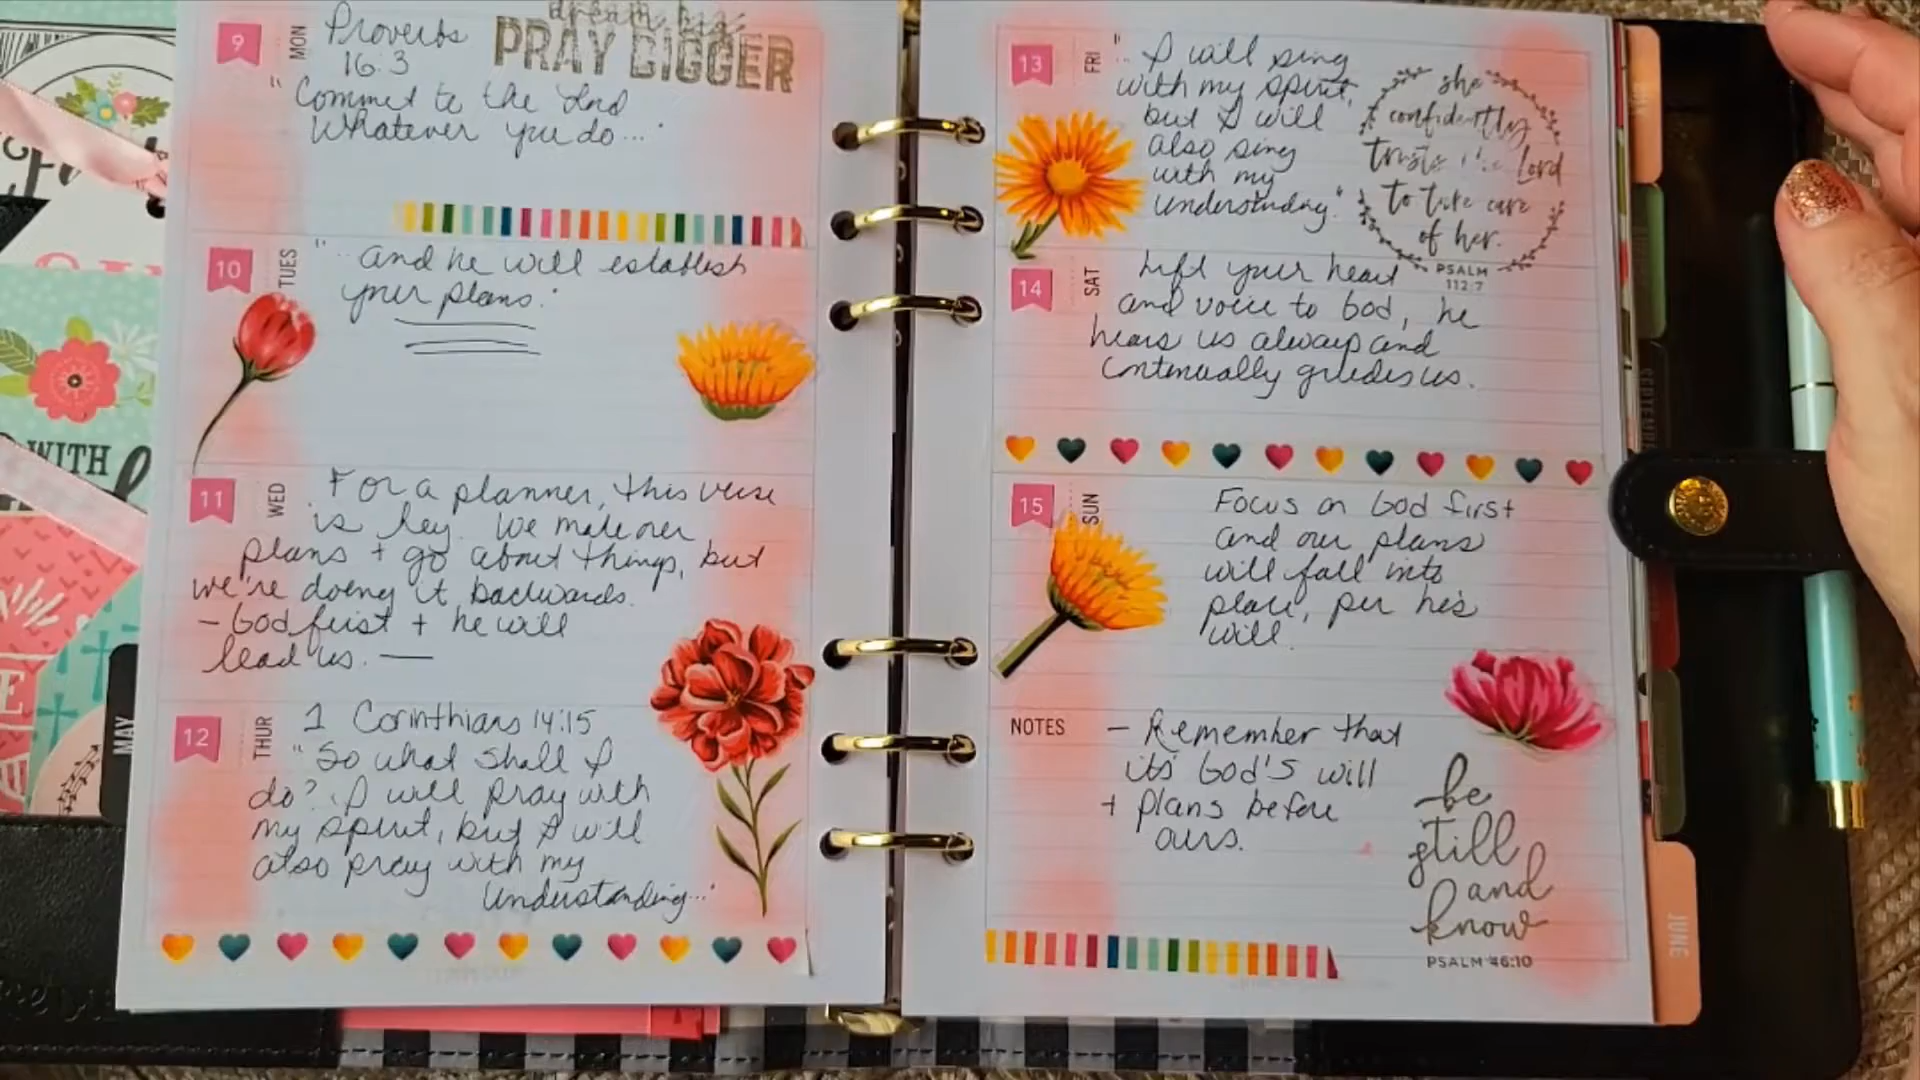 9
MON
Proverbs
16.3
dream big
PRAY BIGGER
" Commit to the Lord
Whatever you do... "
10
TUES
" and he will establish
your plans."
11
WED
For a planner, this verse
is key. We make our
plans + go about things, but
we're doing it backwards.
- God first + he will
lead us. —
12
THUR
1 Corinthians 14:15
"So what shall I
do? I will pray with
my spirit, but I will
also pray with my
understanding..."
13
FRI
" I will sing
with my spirit,
but I will
also sing
with my
understanding."
she
confidently
trusts the Lord
to take care
of her.
PSALM
112:7
14
SAT
Lift your heart
and voice to God, he
hears us always and
continually guides us.
15
SUN
Focus on God first
and our plans
will fall into
place, per his
will.
NOTES
- Remember that
its God's will
+ plans before
ours.
be
still
and
know
PSALM 46:10
WITH
MAY
SEPTEMBER
JUNE